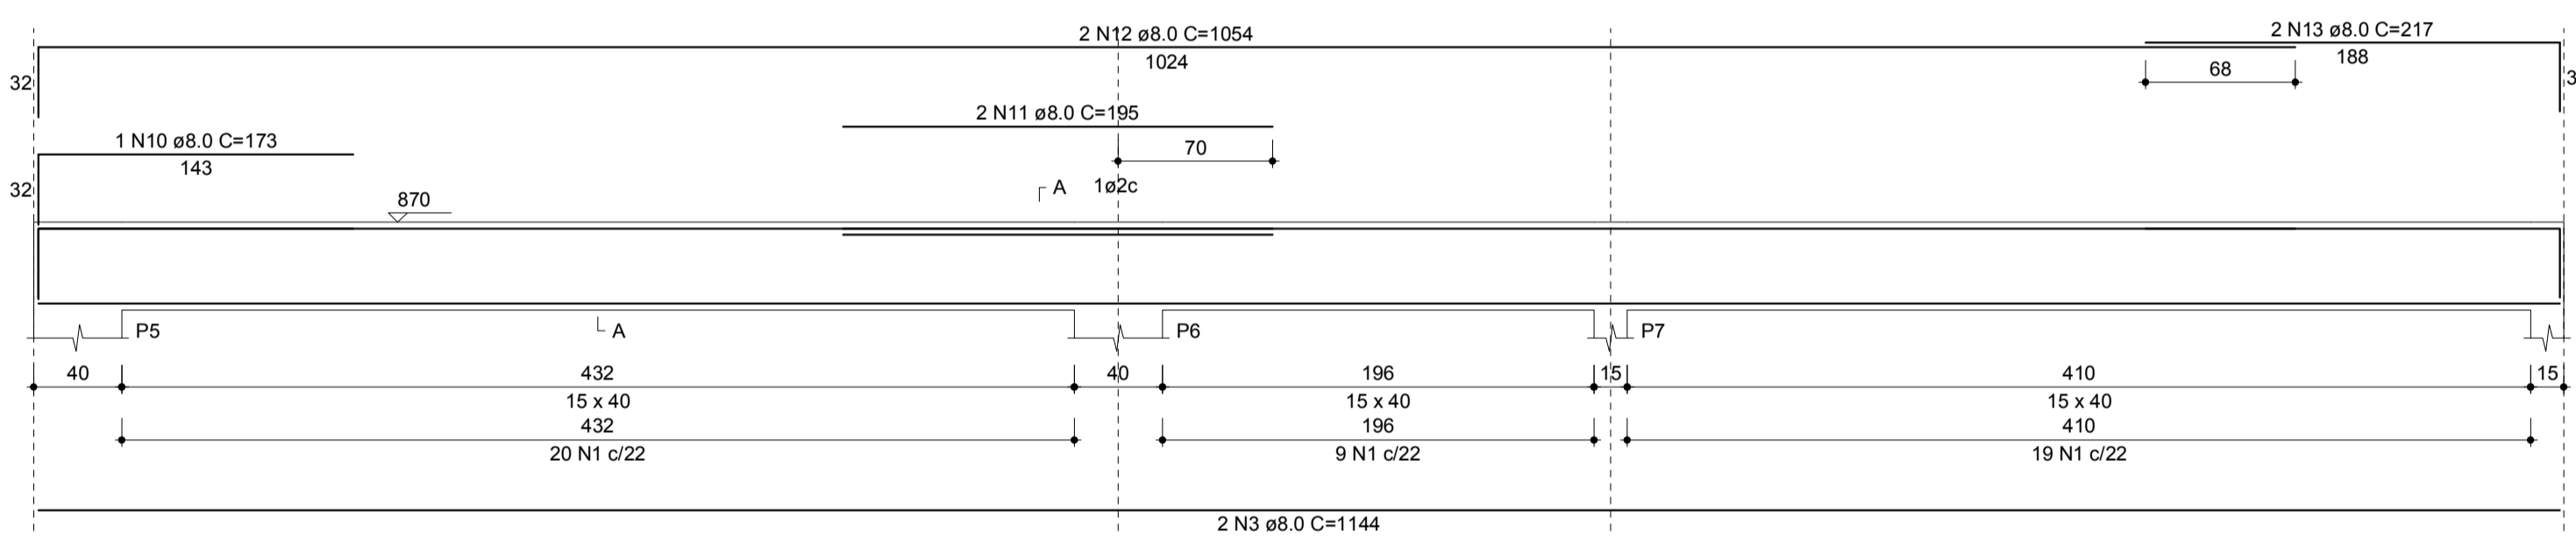 2 N12 ø8.0 C=1054
2 N13 ø8.0 C=217
1024
188
32
68
3
2 N11 ø8.0 C=195
1 N10 ø8.0 C=173
70
143
32
A
1ø2c
870
P5
A
P6
P7
40
432
40
196
15
410
15
15 x 40
15 x 40
15 x 40
432
196
410
20 N1 c/22
9 N1 c/22
19 N1 c/22
2 N3 ø8.0 C=1144